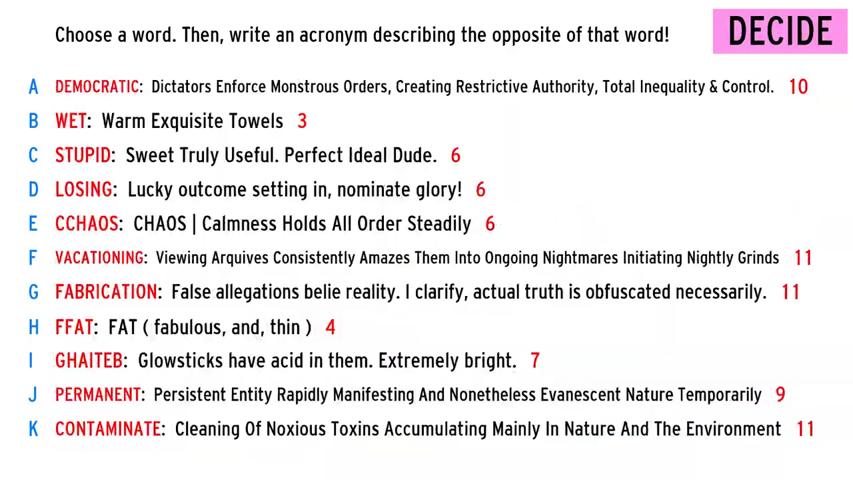 Choose a word. Then, write an acronym describing the opposite of that word!
DECIDE
A DEMOCRATIC: Dictators Enforce Monstrous Orders, Creating Restrictive Authority, Total Inequality & Control. 10
B WET: Warm Exquisite Towels 3
C STUPID: Sweet Truly Useful. Perfect Ideal Dude. 6
D LOSING: Lucky outcome setting in, nominate glory! 6
E CCHAOS: CHAOS | Calmness Holds All Order Steadily 6
F VACATIONING: Viewing Arquives Consistently Amazes Them Into Ongoing Nightmares Initiating Nightly Grinds 11
G FABRICATION: False allegations belie reality. I clarify, actual truth is obfuscated necessarily. 11
H FFAT: FAT ( fabulous, and, thin ) 4
I GHAITEB: Glowsticks have acid in them. Extremely bright. 7
J PERMANENT: Persistent Entity Rapidly Manifesting And Nonetheless Evanescent Nature Temporarily 9
K CONTAMINATE: Cleaning Of Noxious Toxins Accumulating Mainly In Nature And The Environment 11